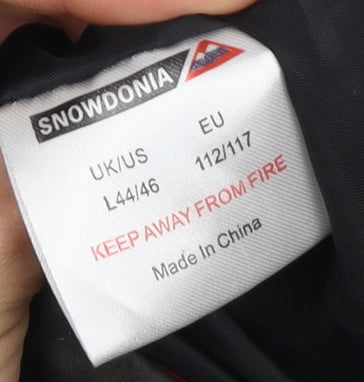 SNOWDONIA
UK/US EU
L44/46 112/117
KEEP AWAY FROM FIRE
Made In China